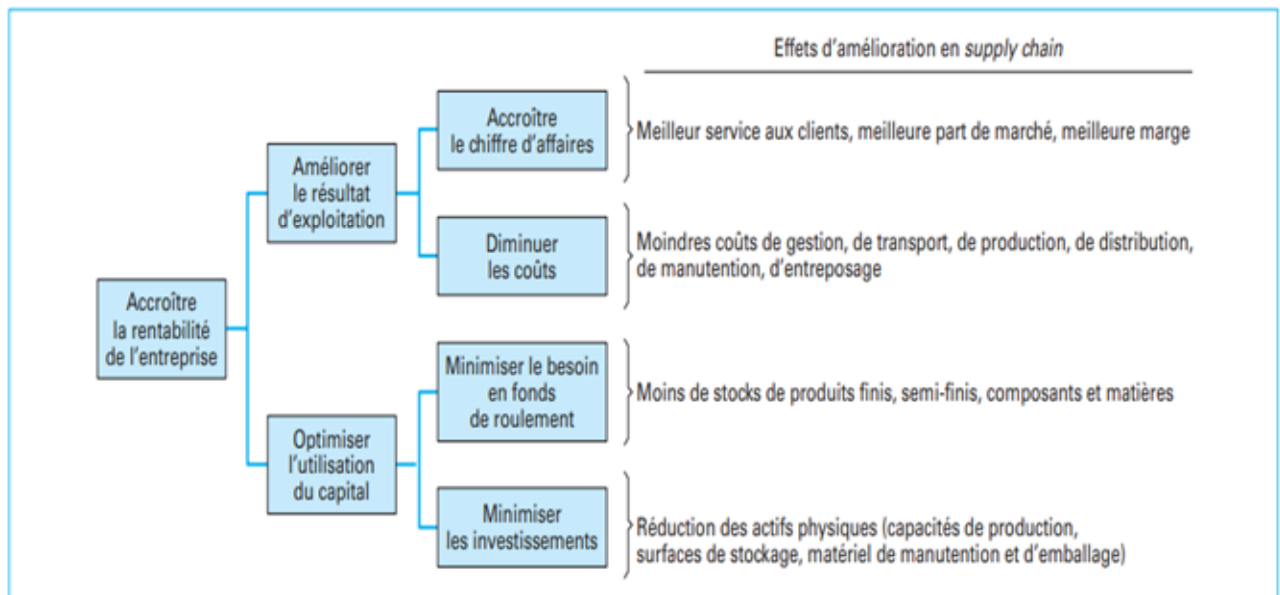 Effets d'amélioration en supply chain
Accroître
le chiffre d'affaires
Meilleur service aux clients, meilleure part de marché, meilleure marge
Améliorer
le résultat
d'exploitation
Diminuer
les coûts
Moindres coûts de gestion, de transport, de production, de distribution,
de manutention, d'entreposage
Accroître
la rentabilité
de l'entreprise
Minimiser le besoin
en fonds
de roulement
Moins de stocks de produits finis, semi-finis, composants et matières
Optimiser
l'utilisation
du capital
Minimiser
les investissements
Réduction des actifs physiques (capacités de production,
surfaces de stockage, matériel de manutention et d'emballage)